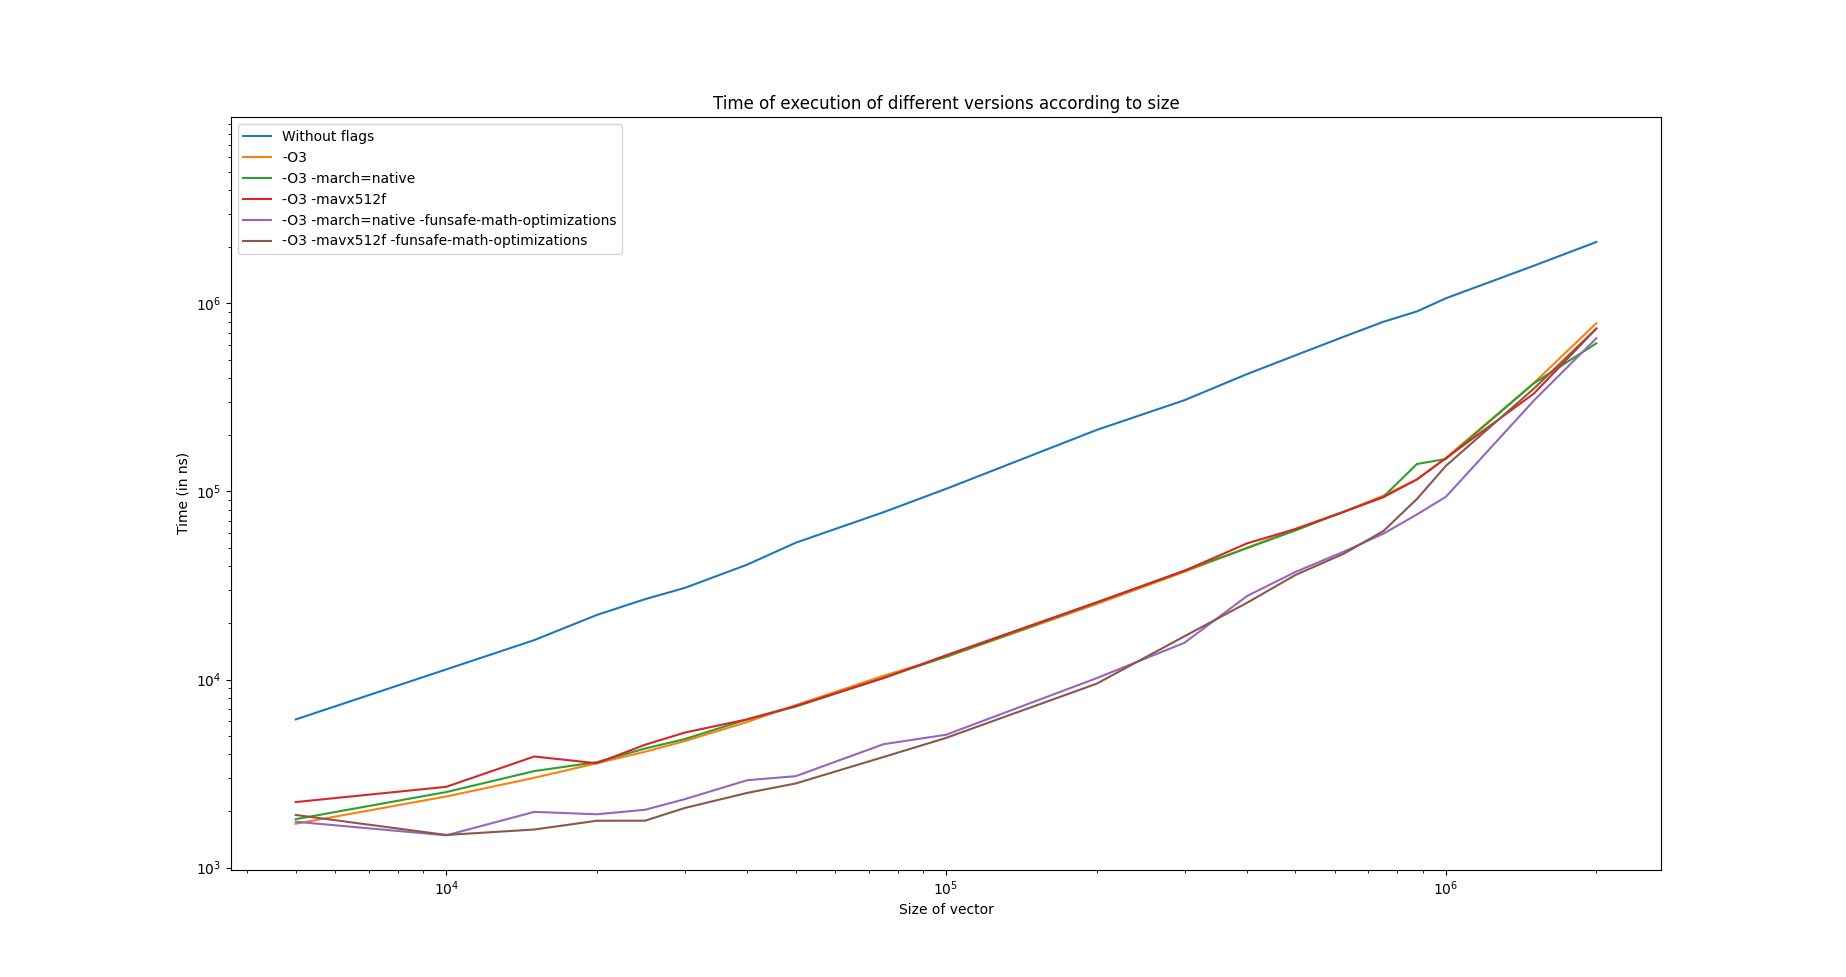 Time of execution of different versions according to size
Without flags
-O3
-O3 -march=native
-O3 -mavx512f
-O3 -march=native -funsafe-math-optimizations
-O3 -mavx512f -funsafe-math-optimizations
10⁶
10⁵
10⁴
10³
Time (in ns)
10⁴ 10⁵ 10⁶
Size of vector